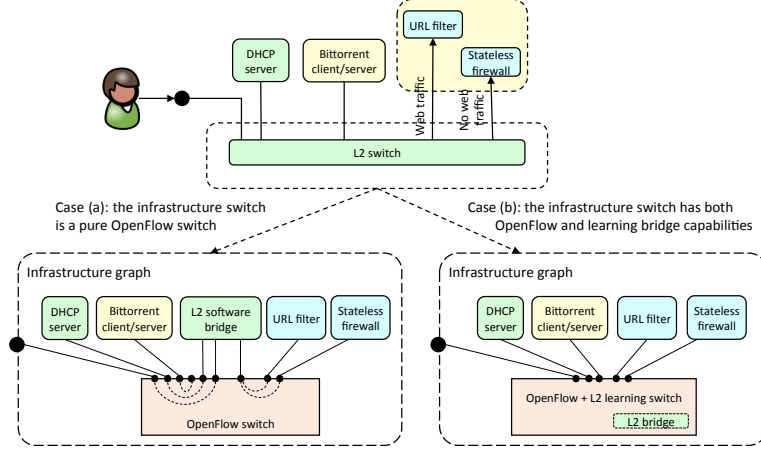 URL filter
DHCP
server
Bittorrent
client/server
Stateless
firewall
Web traffic
No web
traffic
L2 switch
Case (a): the infrastructure switch
is a pure OpenFlow switch
Case (b): the infrastructure switch has both
OpenFlow and learning bridge capabilities
Infrastructure graph
DHCP
server
Bittorrent
client/server
L2 software
bridge
URL filter
Stateless
firewall
OpenFlow switch
Infrastructure graph
DHCP
server
Bittorrent
client/server
URL filter
Stateless
firewall
OpenFlow + L2 learning switch
L2 bridge